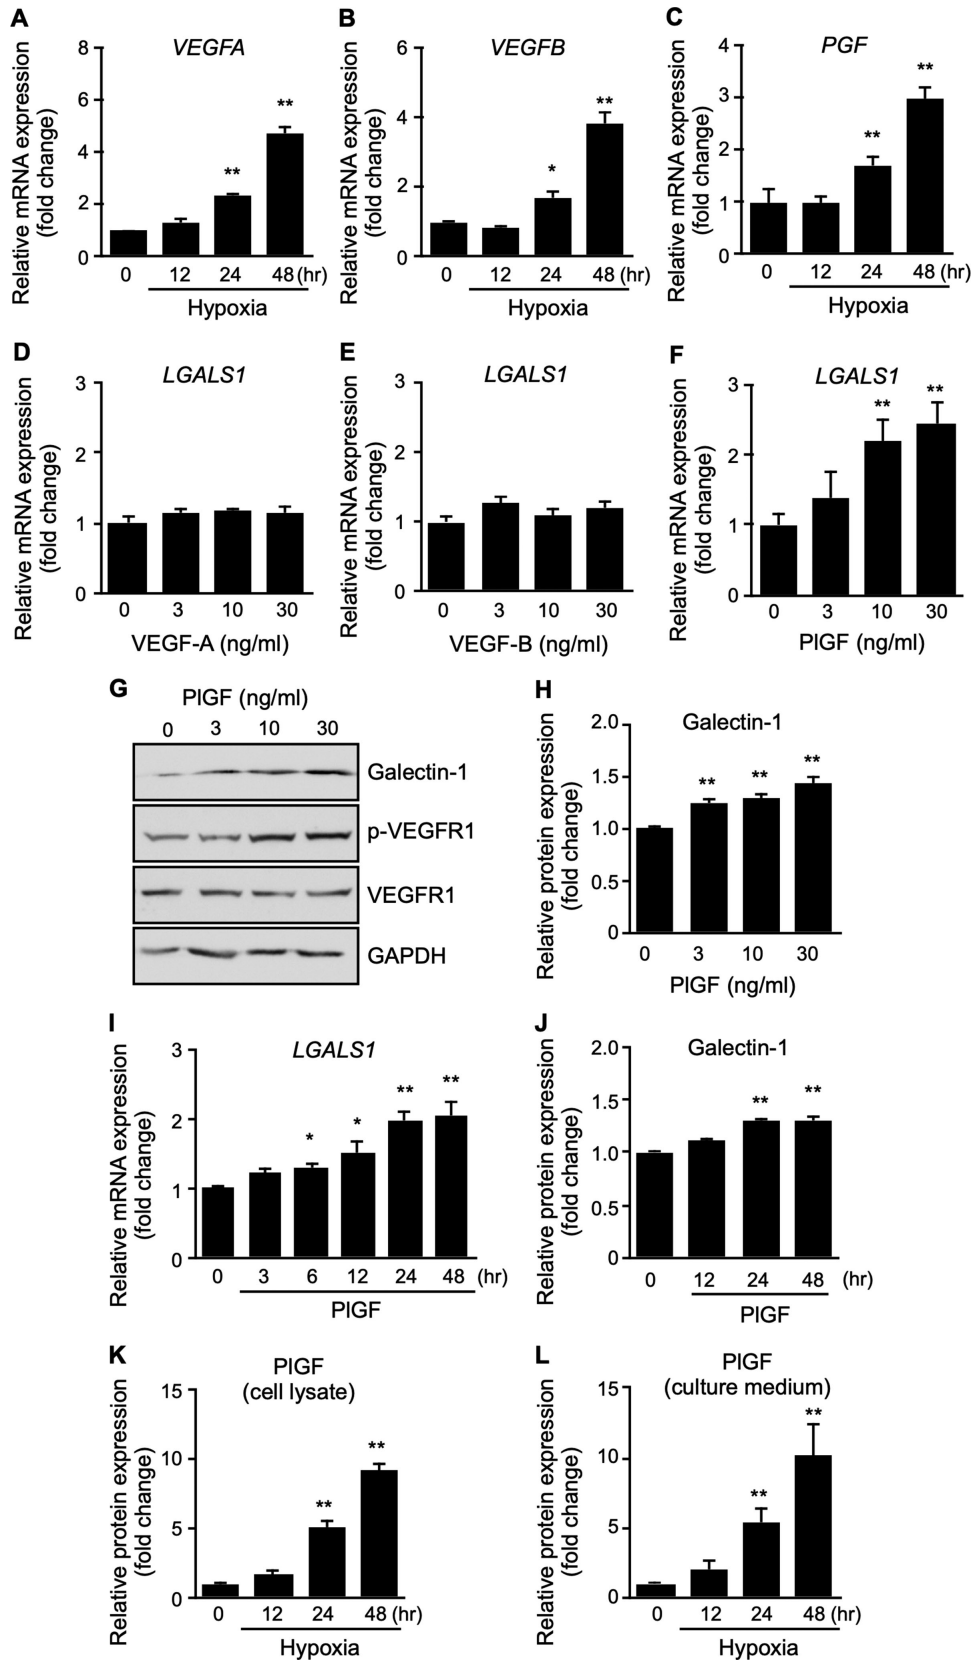 A
VEGFA
Relative mRNA expression
(fold change)
8
6
4
2
0
**
**
0 12 24 48 (hr)
Hypoxia
B
VEGFB
Relative mRNA expression
(fold change)
6
4
2
0
*
**
0 12 24 48 (hr)
Hypoxia
C
PGF
Relative mRNA expression
(fold change)
4
3
2
1
0
**
**
0 12 24 48 (hr)
Hypoxia
D
LGALS1
Relative mRNA expression
(fold change)
3
2
1
0
0 3 10 30
VEGF-A (ng/ml)
E
LGALS1
Relative mRNA expression
(fold change)
3
2
1
0
0 3 10 30
VEGF-B (ng/ml)
F
LGALS1
Relative mRNA expression
(fold change)
3
2
1
0
**
**
0 3 10 30
PlGF (ng/ml)
G
PlGF (ng/ml)
0 3 10 30
Galectin-1
p-VEGFR1
VEGFR1
GAPDH
H
Galectin-1
Relative protein expression
(fold change)
2.0
1.5
1.0
0.5
0
**
**
**
0 3 10 30
PlGF (ng/ml)
I
LGALS1
Relative mRNA expression
(fold change)
3
2
1
0
*
*
**
**
0 3 6 12 24 48 (hr)
PlGF
J
Galectin-1
Relative protein expression
(fold change)
2.0
1.5
1.0
0.5
0
**
**
0 12 24 48 (hr)
PlGF
K
PlGF
(cell lysate)
Relative protein expression
(fold change)
15
10
5
0
**
**
0 12 24 48 (hr)
Hypoxia
L
PlGF
(culture medium)
Relative protein expression
(fold change)
15
10
5
0
**
**
0 12 24 48 (hr)
Hypoxia